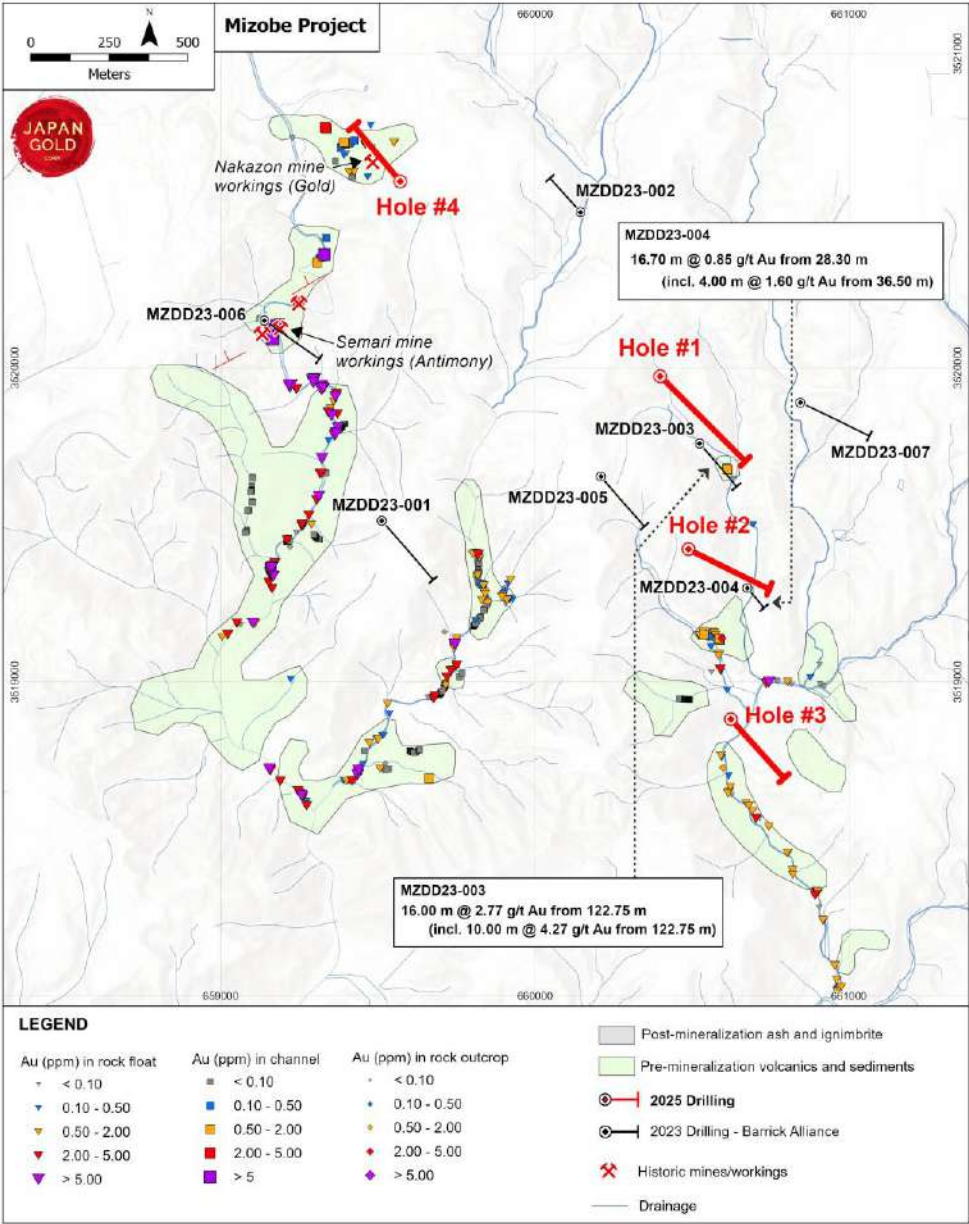 Mizobe Project
N
0 250 500
Meters
660000
661000
3521000
JAPAN
GOLD
CORP.
Nakazon mine
workings (Gold)
Hole #4
MZDD23-002
MZDD23-004
16.70 m @ 0.85 g/t Au from 28.30 m
(incl. 4.00 m @ 1.60 g/t Au from 36.50 m)
MZDD23-006
Semari mine
workings (Antimony)
3520000
3520000
Hole #1
MZDD23-003
MZDD23-007
MZDD23-005
MZDD23-001
Hole #2
MZDD23-004
3519000
3519000
Hole #3
MZDD23-003
16.00 m @ 2.77 g/t Au from 122.75 m
(incl. 10.00 m @ 4.27 g/t Au from 122.75 m)
659000
660000
661000
LEGEND
Au (ppm) in rock float
< 0.10
0.10 - 0.50
0.50 - 2.00
2.00 - 5.00
> 5.00
Au (ppm) in channel
< 0.10
0.10 - 0.50
0.50 - 2.00
2.00 - 5.00
> 5
Au (ppm) in rock outcrop
< 0.10
0.10 - 0.50
0.50 - 2.00
2.00 - 5.00
> 5.00
Post-mineralization ash and ignimbrite
Pre-mineralization volcanics and sediments
2025 Drilling
2023 Drilling - Barrick Alliance
Historic mines/workings
Drainage